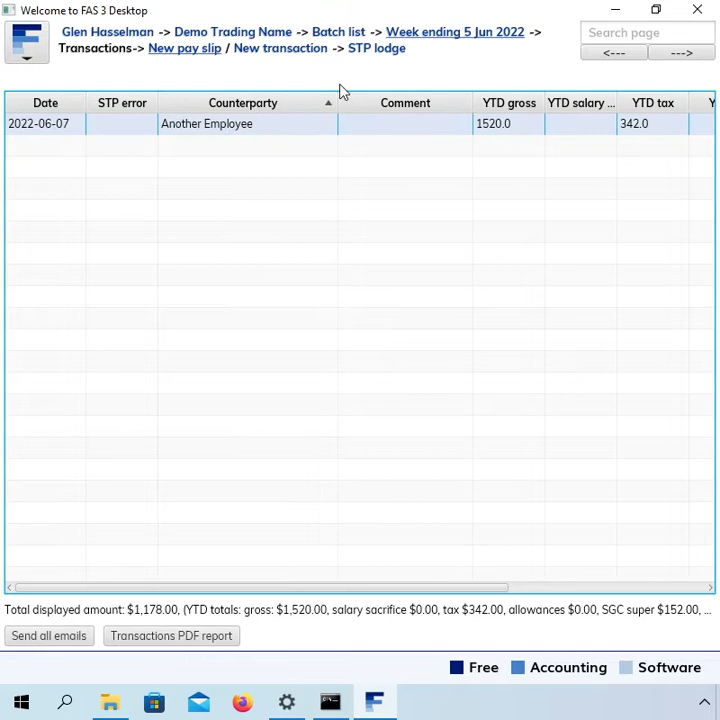 Welcome to FAS 3 Desktop
Glen Hasselman -> Demo Trading Name -> Batch list -> Week ending 5 Jun 2022 ->
Transactions-> New pay slip / New transaction -> STP lodge
Search page
<--- --->
Date STP error Counterparty Comment YTD gross YTD salary ... YTD tax Y
2022-06-07 Another Employee 1520.0 342.0
Total displayed amount: $1,178.00, (YTD totals: gross: $1,520.00, salary sacrifice $0.00, tax $342.00, allowances $0.00, SGC super $152.00, ...
Send all emails Transactions PDF report
Free Accounting Software